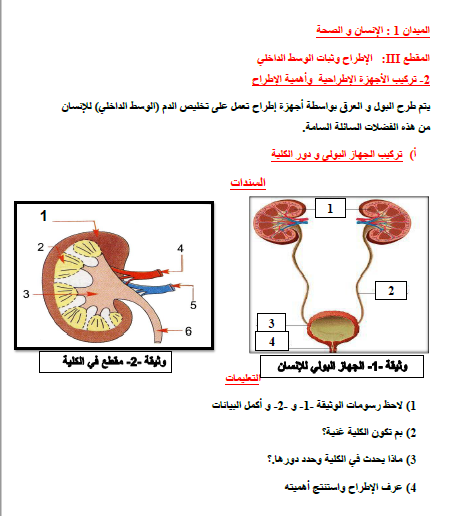 الميدان 1 : الإنسان و الصحة
المقطع III: الإطراح وثبات الوسط الداخلي
2- تركيب الأجهزة الإطراحية وأهمية الإطراح
يتم طرح البول و العرق بواسطة أجهزة إطراح تعمل على تخليص الدم (الوسط الداخلي) للإنسان
من هذه الفضلات السائلة السامة.
أ) تركيب الجهاز البولي و دور الكلية
السندات
1
2
3
4
وثيقة -1- الجهاز البولي للإنسان
1
2
3
4
5
6
وثيقة -2- مقطع في الكلية
التعليمات
1) لاحظ رسومات الوثيقة -1- و -2- و أكمل البيانات
2) بم تكون الكلية غنية؟
3) ماذا يحدث في الكلية وحدد دورها.؟
4) عرف الإطراح واستنتج أهميته